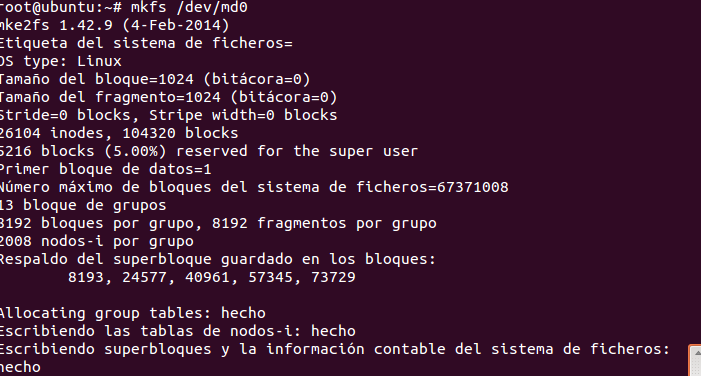 root@ubuntu:~# mkfs /dev/md0
mke2fs 1.42.9 (4-Feb-2014)
Etiqueta del sistema de ficheros=
OS type: Linux
Tamaño del bloque=1024 (bitácora=0)
Tamaño del fragmento=1024 (bitácora=0)
Stride=0 blocks, Stripe width=0 blocks
26104 inodes, 104320 blocks
5216 blocks (5.00%) reserved for the super user
Primer bloque de datos=1
Número máximo de bloques del sistema de ficheros=67371008
13 bloque de grupos
8192 bloques por grupo, 8192 fragmentos por grupo
2008 nodos-i por grupo
Respaldo del superbloque guardado en los bloques:
8193, 24577, 40961, 57345, 73729
Allocating group tables: hecho
Escribiendo las tablas de nodos-i: hecho
Escribiendo superbloques y la información contable del sistema de ficheros:
hecho